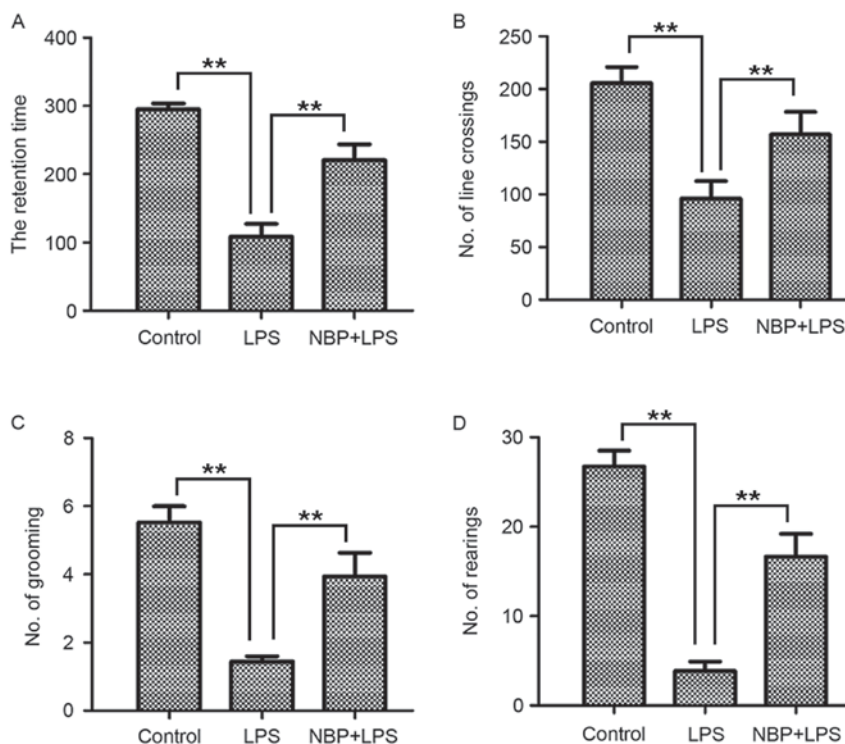 A
The retention time
400
300
200
100
0
**
**
Control
LPS
NBP+LPS
B
No. of line crossings
250
200
150
100
50
0
**
**
Control
LPS
NBP+LPS
C
No. of grooming
8
6
4
2
0
**
**
Control
LPS
NBP+LPS
D
No. of rearings
30
20
10
0
**
**
Control
LPS
NBP+LPS